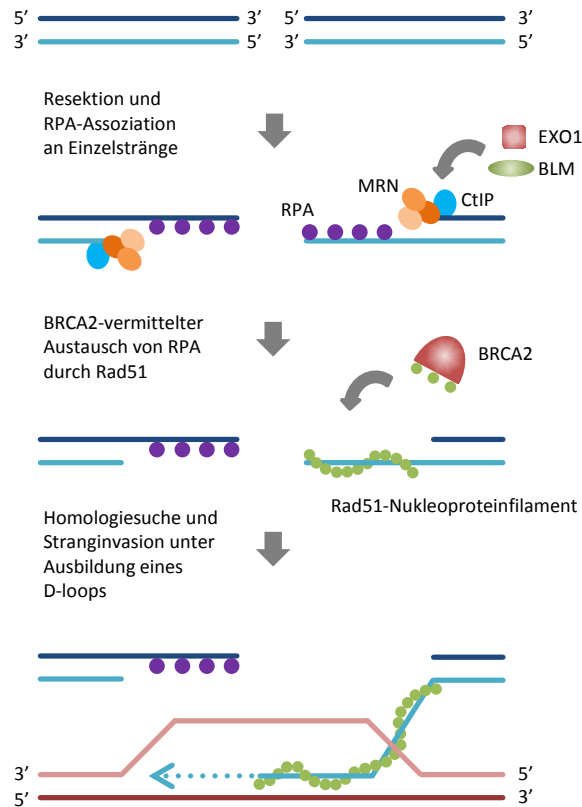 5’ 3’ 5’ 3’
3’ 5’ 3’ 5’
Resektion und
RPA-Assoziation
an Einzelstränge
EXO1
BLM
MRN
CtIP
RPA
BRCA2-vermittelter
Austausch von RPA
durch Rad51
BRCA2
Rad51-Nukleoproteinfilament
Homologiesuche und
Stranginvasion unter
Ausbildung eines
D-loops
3’ 5’
5’ 3’